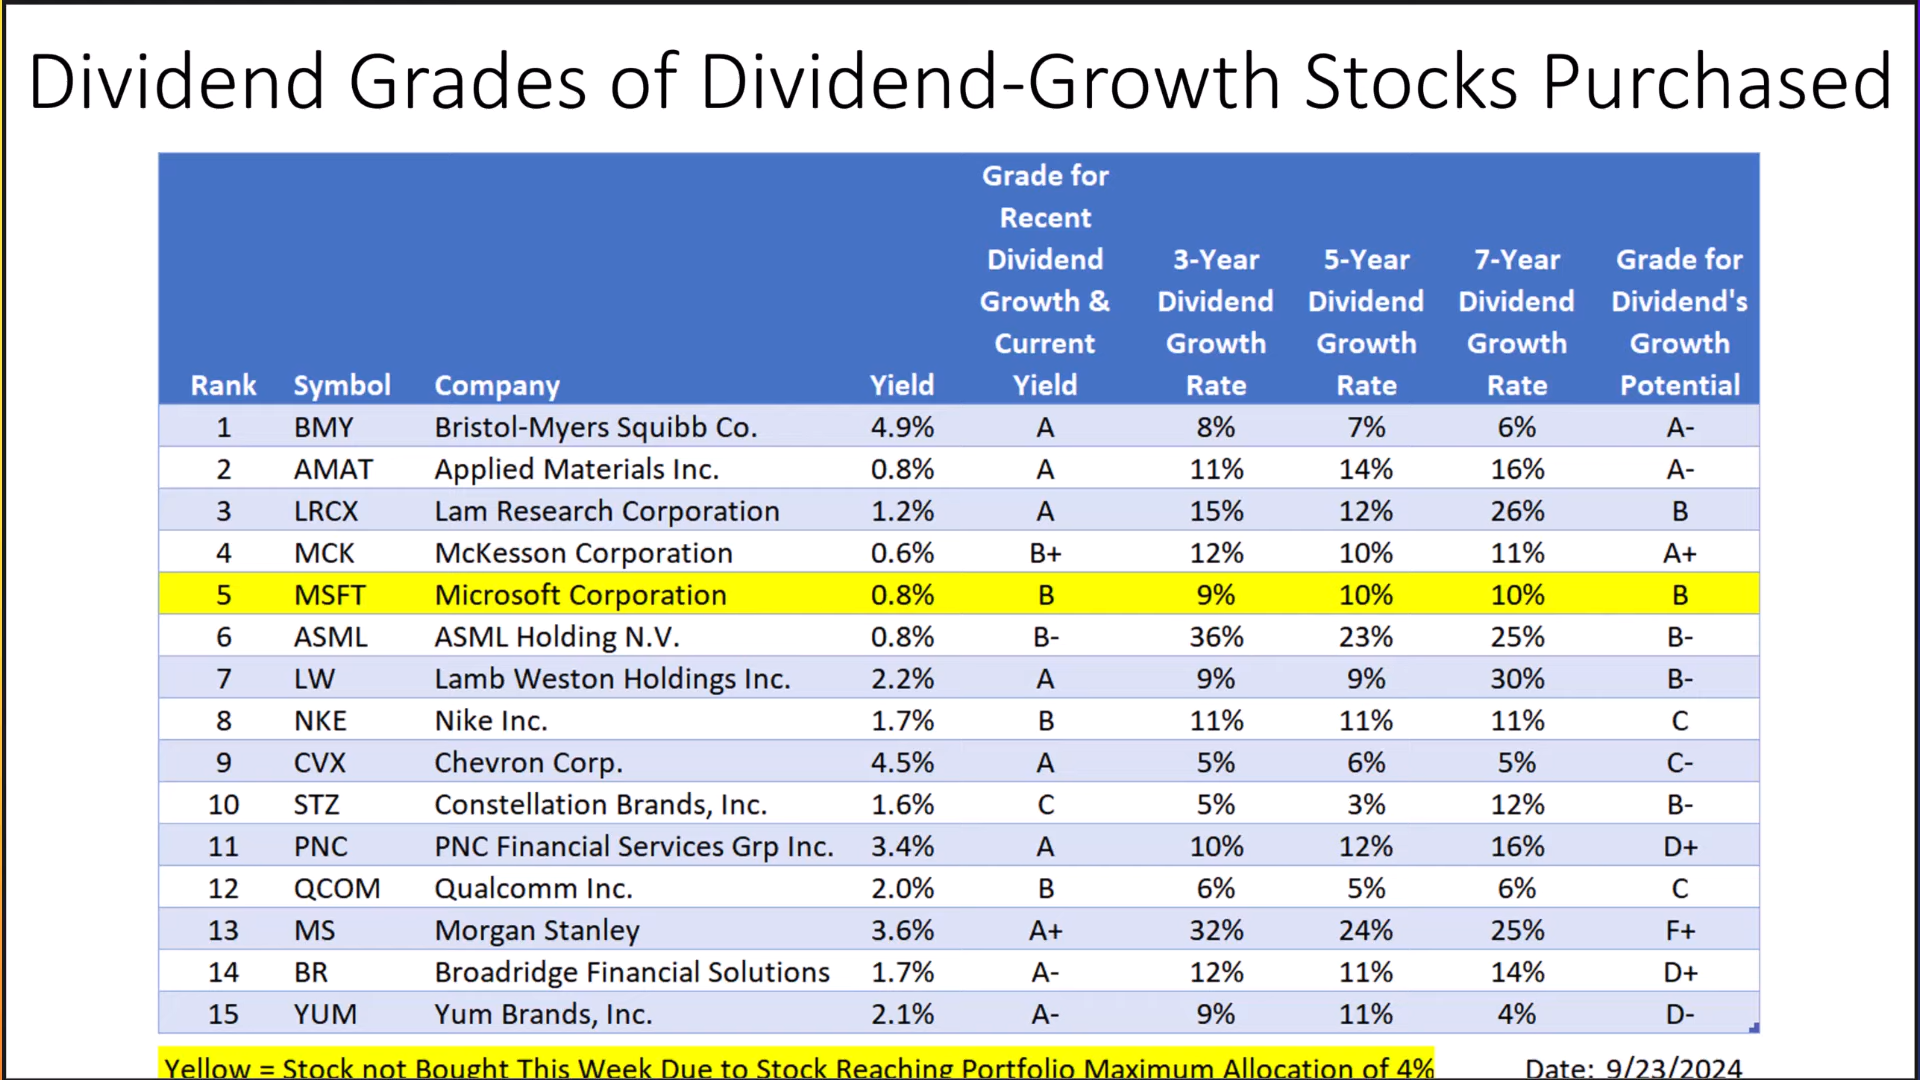 Dividend Grades of Dividend-Growth Stocks Purchased
Rank Symbol Company Yield Grade for Recent Dividend Growth & Current Yield 3-Year Dividend Growth Rate 5-Year Dividend Growth Rate 7-Year Dividend Growth Rate Grade for Dividend's Growth Potential
1 BMY Bristol-Myers Squibb Co. 4.9% A 8% 7% 6% A-
2 AMAT Applied Materials Inc. 0.8% A 11% 14% 16% A-
3 LRCX Lam Research Corporation 1.2% A 15% 12% 26% B
4 MCK McKesson Corporation 0.6% B+ 12% 10% 11% A+
5 MSFT Microsoft Corporation 0.8% B 9% 10% 10% B
6 ASML ASML Holding N.V. 0.8% B- 36% 23% 25% B-
7 LW Lamb Weston Holdings Inc. 2.2% A 9% 9% 30% B-
8 NKE Nike Inc. 1.7% B 11% 11% 11% C
9 CVX Chevron Corp. 4.5% A 5% 6% 5% C-
10 STZ Constellation Brands, Inc. 1.6% C 5% 3% 12% B-
11 PNC PNC Financial Services Grp Inc. 3.4% A 10% 12% 16% D+
12 QCOM Qualcomm Inc. 2.0% B 6% 5% 6% C
13 MS Morgan Stanley 3.6% A+ 32% 24% 25% F+
14 BR Broadridge Financial Solutions 1.7% A- 12% 11% 14% D+
15 YUM Yum Brands, Inc. 2.1% A- 9% 11% 4% D-
Yellow = Stock not Bought This Week Due to Stock Reaching Portfolio Maximum Allocation of 4% Date: 9/23/2024